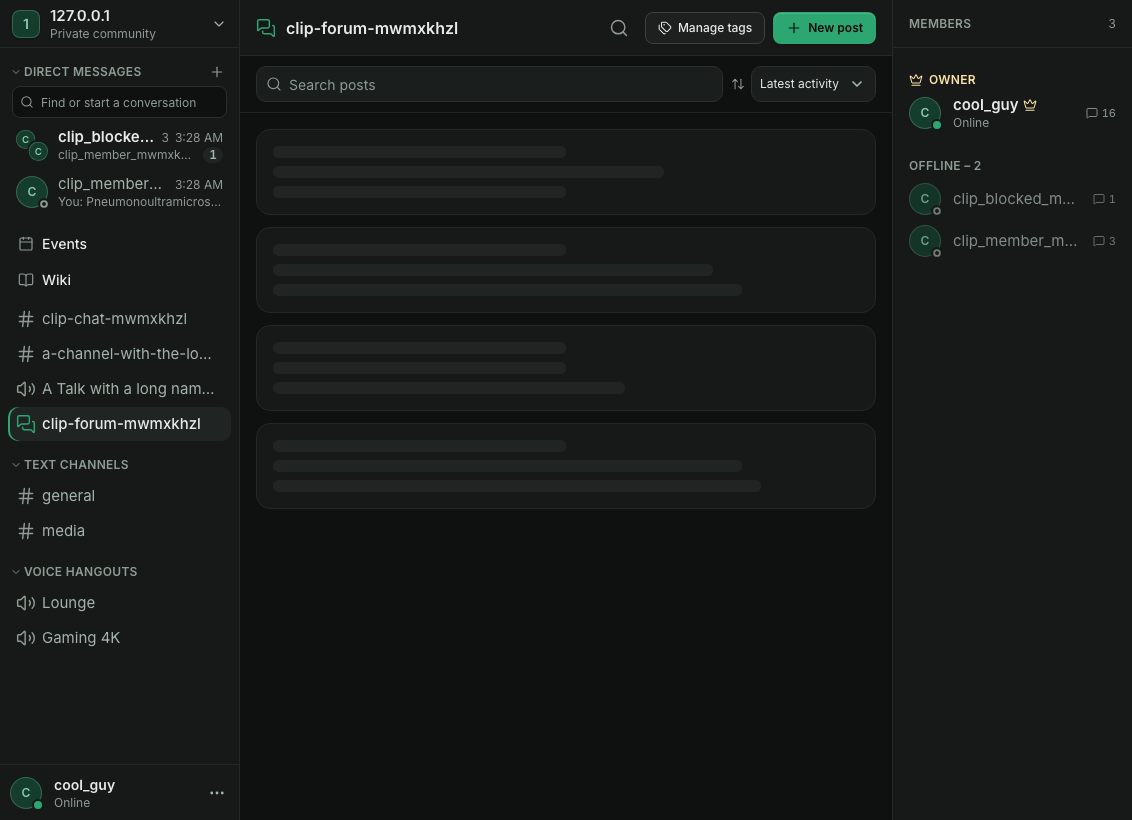 1
127.0.0.1
Private community
DIRECT MESSAGES
Find or start a conversation
C
C
clip_blocke... 3 3:28 AM
clip_member_mwmxk... 1
C
clip_member... 3:28 AM
You: Pneumonoultramicros...
Events
Wiki
clip-chat-mwmxkhzl
a-channel-with-the-lo...
A Talk with a long nam...
clip-forum-mwmxkhzl
TEXT CHANNELS
general
media
VOICE HANGOUTS
Lounge
Gaming 4K
C
cool_guy
Online
clip-forum-mwmxkhzl
Manage tags
New post
Search posts
Latest activity
MEMBERS 3
OWNER
C
cool_guy
Online
16
OFFLINE – 2
C
clip_blocked_m... 1
C
clip_member_m... 3